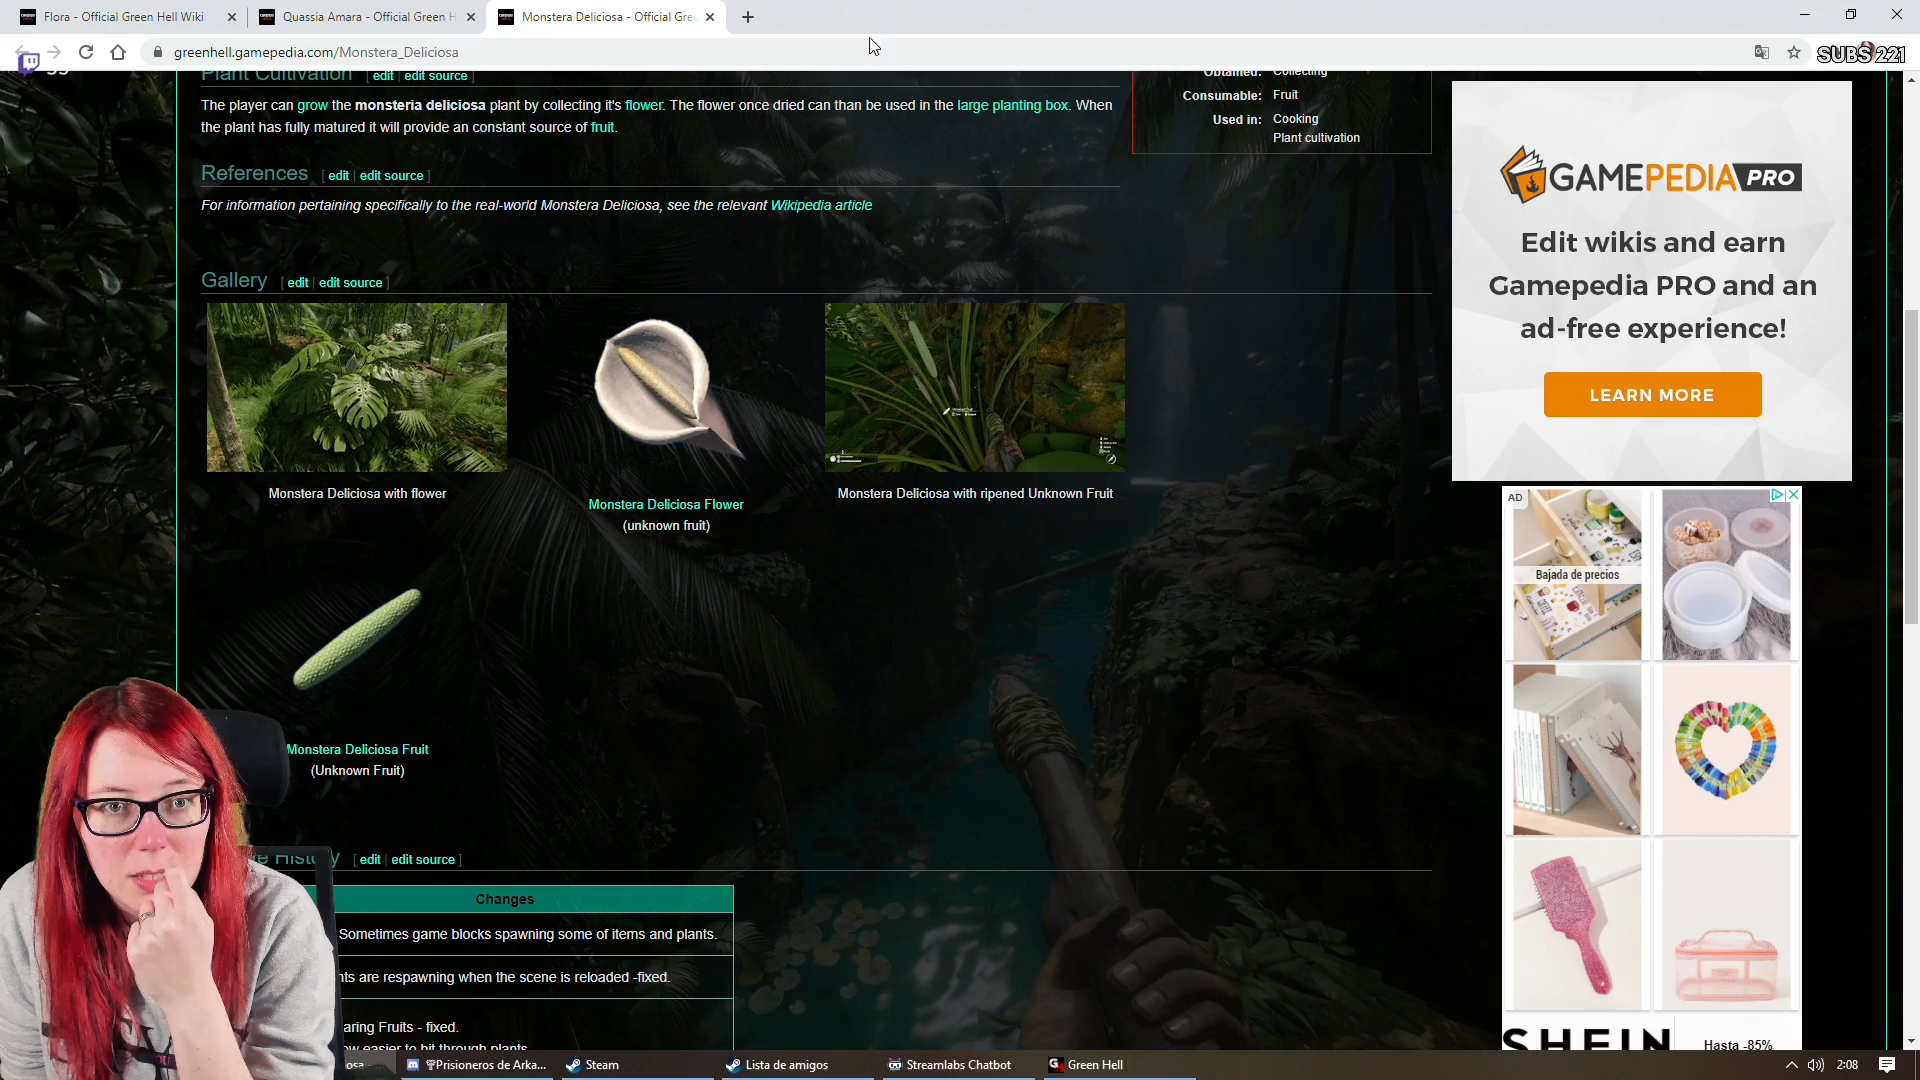 Flora - Official Green Hell Wiki
Quassia Amara - Official Green H
Monstera Deliciosa - Official Gre
greenhell.gamepedia.com/Monstera_Deliciosa
SUBS 221
Plant Cultivation [ edit | edit source ]
The player can grow the monsteria deliciosa plant by collecting it's flower. The flower once dried can than be used in the large planting box. When
the plant has fully matured it will provide an constant source of fruit.
Obtained: Collecting
Consumable: Fruit
Used in: Cooking
Plant cultivation
References [ edit | edit source ]
For information pertaining specifically to the real-world Monstera Deliciosa, see the relevant Wikipedia article
Gallery [ edit | edit source ]
Monstera Deliciosa with flower
Monstera Deliciosa Flower
(unknown fruit)
Monstera Deliciosa with ripened Unknown Fruit
Monstera Deliciosa Fruit
(Unknown Fruit)
History [ edit | edit source ]
Changes
Sometimes game blocks spawning some of items and plants.
nts are respawning when the scene is reloaded -fixed.
aring Fruits - fixed.
ow easier to hit through plants
GAMEPEDIA PRO
Edit wikis and earn
Gamepedia PRO and an
ad-free experience!
LEARN MORE
AD
Bajada de precios
SHEIN
Hasta -85%
Prisioneros de Arka...
Steam
Lista de amigos
Streamlabs Chatbot
Green Hell
2:08